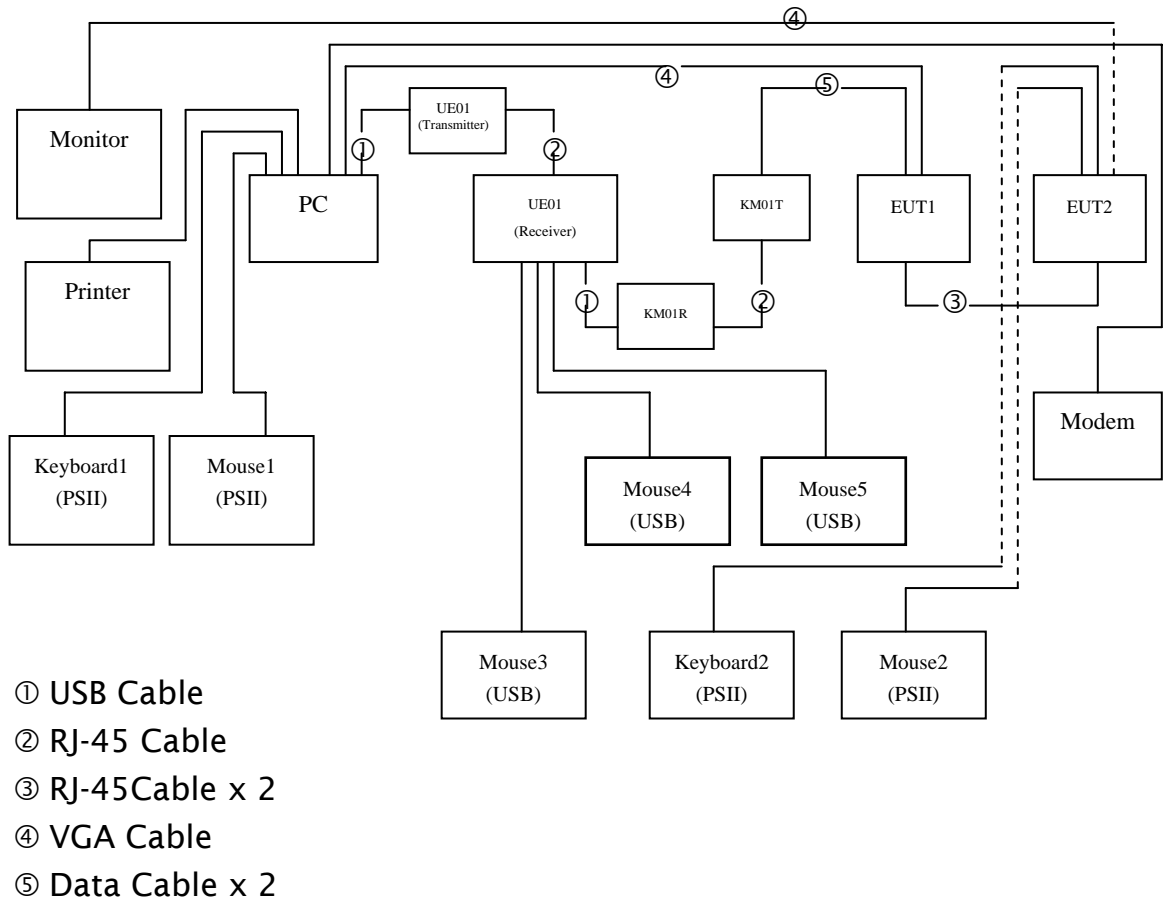 ④
④
⑤
UE01
(Transmitter)
Monitor
①
②
PC
UE01
(Receiver)
KM01T
EUT1
EUT2
Printer
①
KM01R
②
③
Modem
Keyboard1
(PSII)
Mouse1
(PSII)
Mouse4
(USB)
Mouse5
(USB)
Mouse3
(USB)
Keyboard2
(PSII)
Mouse2
(PSII)
① USB Cable
② RJ-45 Cable
③ RJ-45Cable x 2
④ VGA Cable
⑤ Data Cable x 2